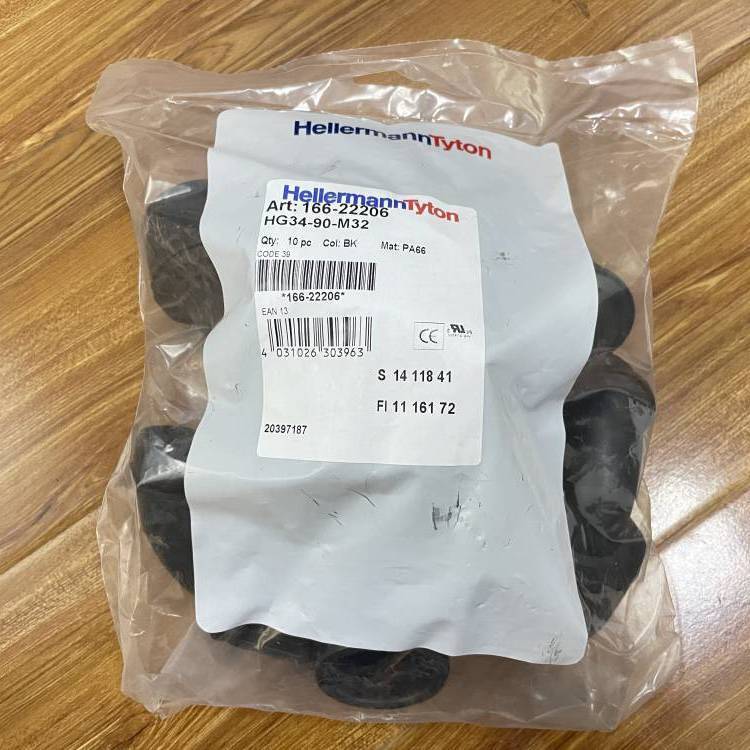 HellermannTyton
HellermannTyton
Art: 166-22206
HG34-90-M32
Qty: 10 pc Col: BK Mat: PA66
CODE 39
*166-22206*
EAN 13
4 031026 303963
CE
S 14 118 41
FI 11 161 72
20397187